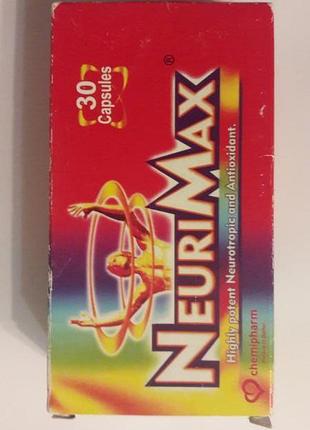 30
Capsules
NEURIMAX®
Highly potent Neurotropic and Antioxidant.
chemipharm